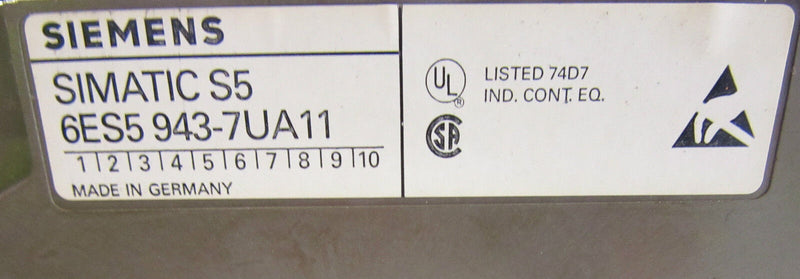 SIEMENS
SIMATIC S5
6ES5 943-7UA11
1 2 3 4 5 6 7 8 9 10
MADE IN GERMANY
UL
®
LISTED 74D7
IND. CONT. EQ.
SA